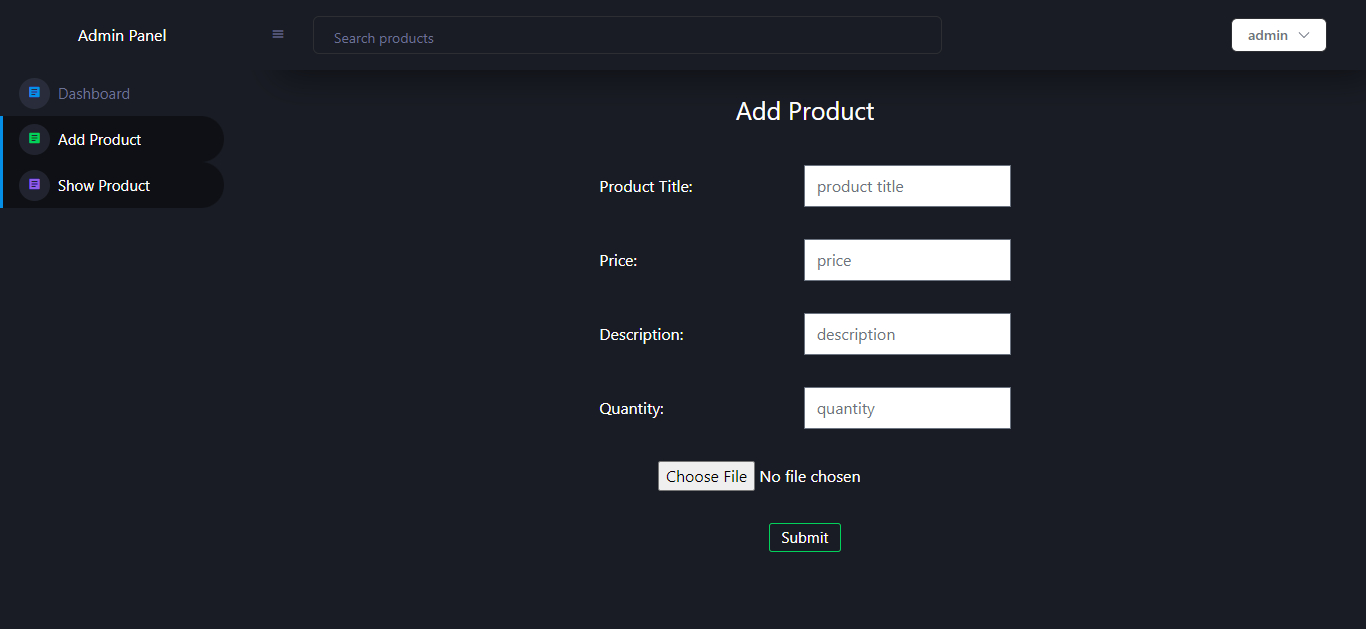 Admin Panel
Search products
admin
Dashboard
Add Product
Show Product
Add Product
Product Title:
product title
Price:
price
Description:
description
Quantity:
quantity
Choose File No file chosen
Submit